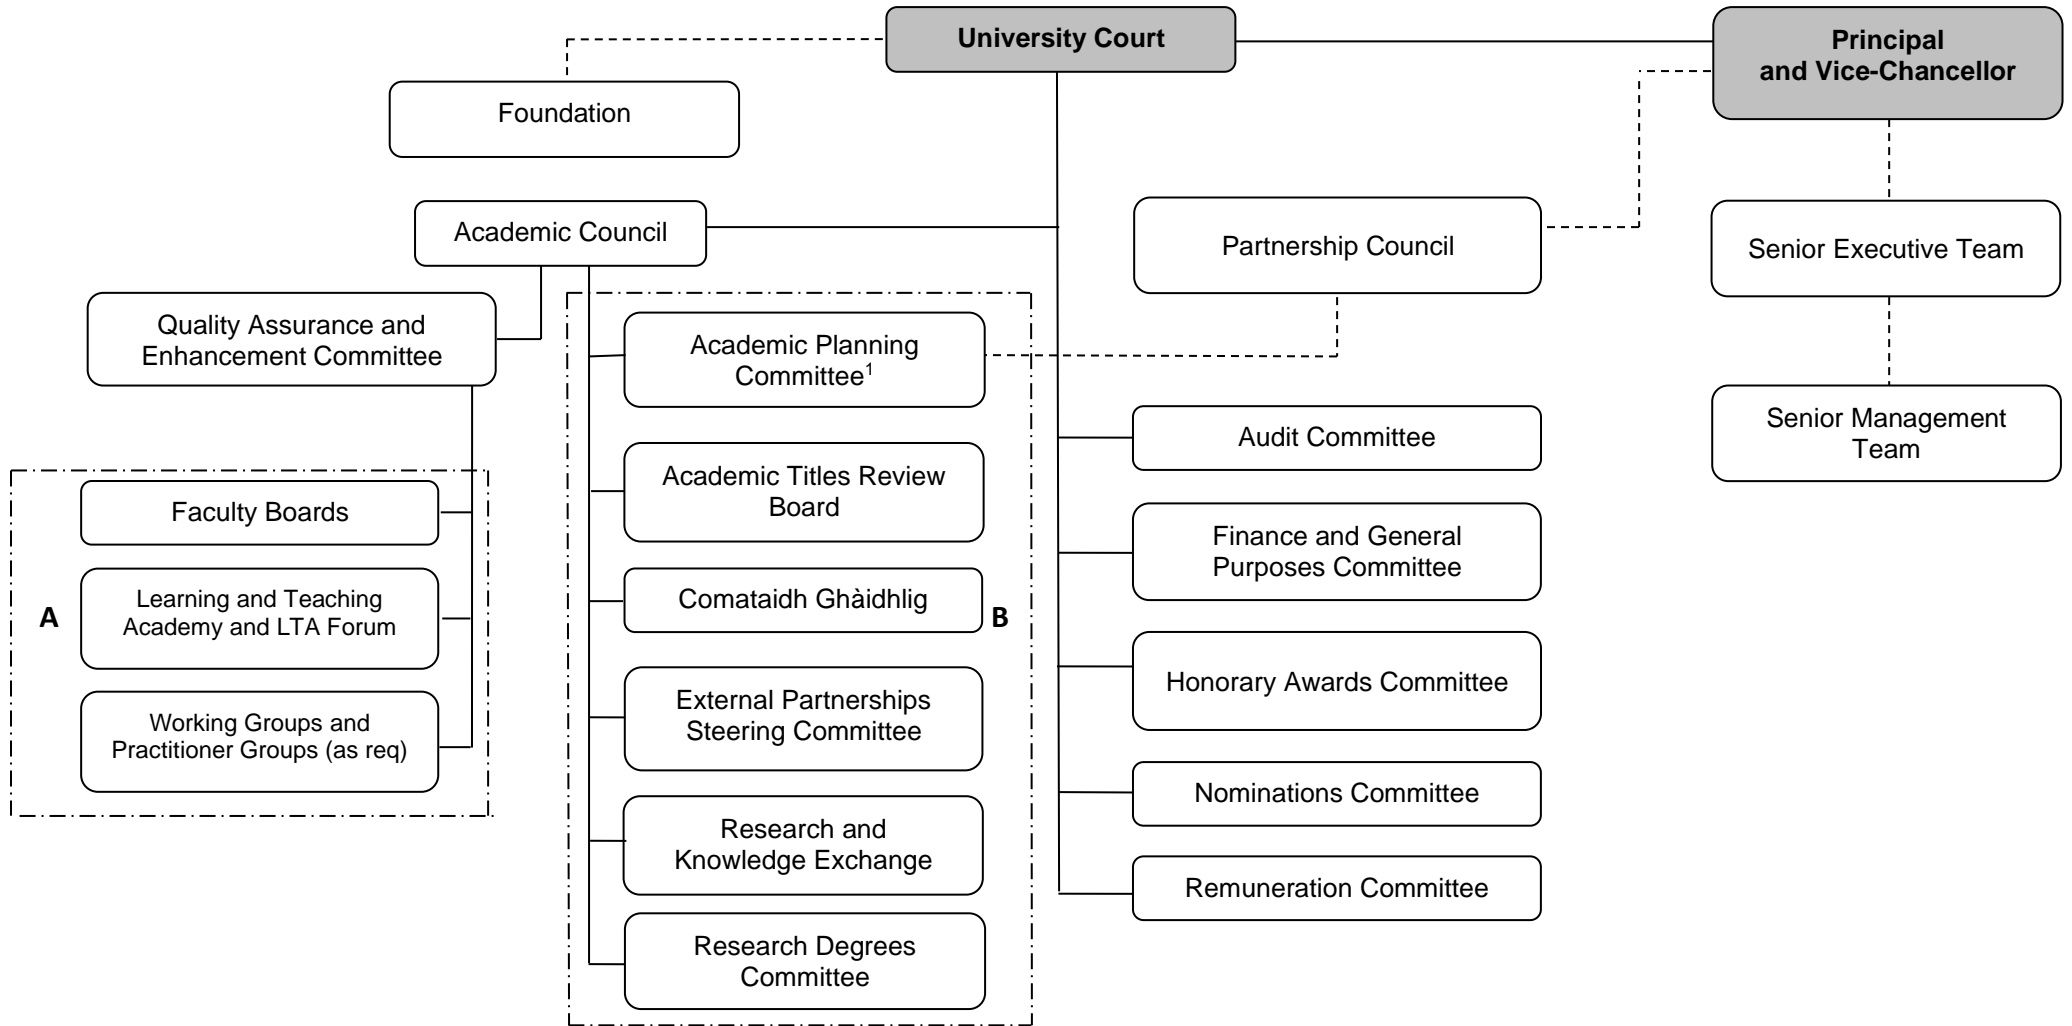 University Court
Principal
and Vice-Chancellor
Foundation
Academic Council
Partnership Council
Senior Executive Team
Quality Assurance and
Enhancement Committee
Academic Planning
Committee¹
Senior Management
Team
Audit Committee
Academic Titles Review
Board
Faculty Boards
Finance and General
Purposes Committee
A
Learning and Teaching
Academy and LTA Forum
Comataidh Ghàidhlig
B
Honorary Awards Committee
Working Groups and
Practitioner Groups (as req)
External Partnerships
Steering Committee
Nominations Committee
Research and
Knowledge Exchange
Remuneration Committee
Research Degrees
Committee